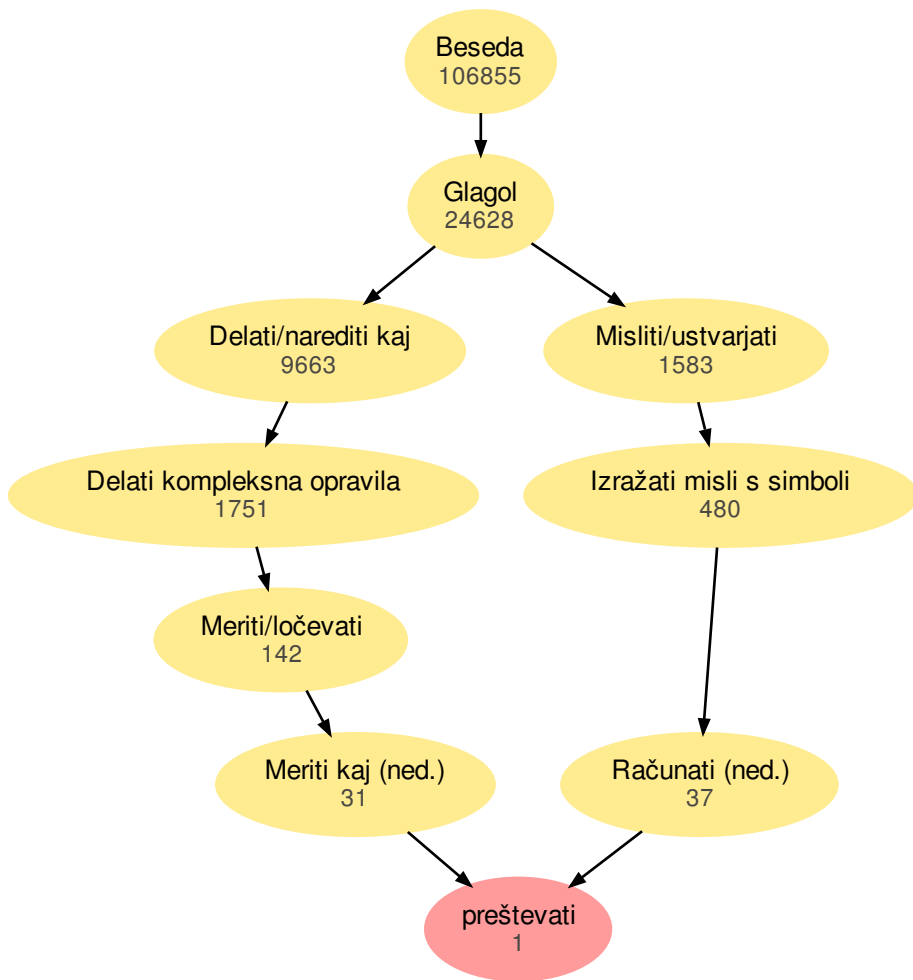 Beseda
106855
Glagol
24628
Delati/narediti kaj
9663
Misliti/ustvarjati
1583
Delati kompleksna opravila
1751
Izražati misli s simboli
480
Meriti/ločevati
142
Meriti kaj (ned.)
31
Računati (ned.)
37
preštevati
1